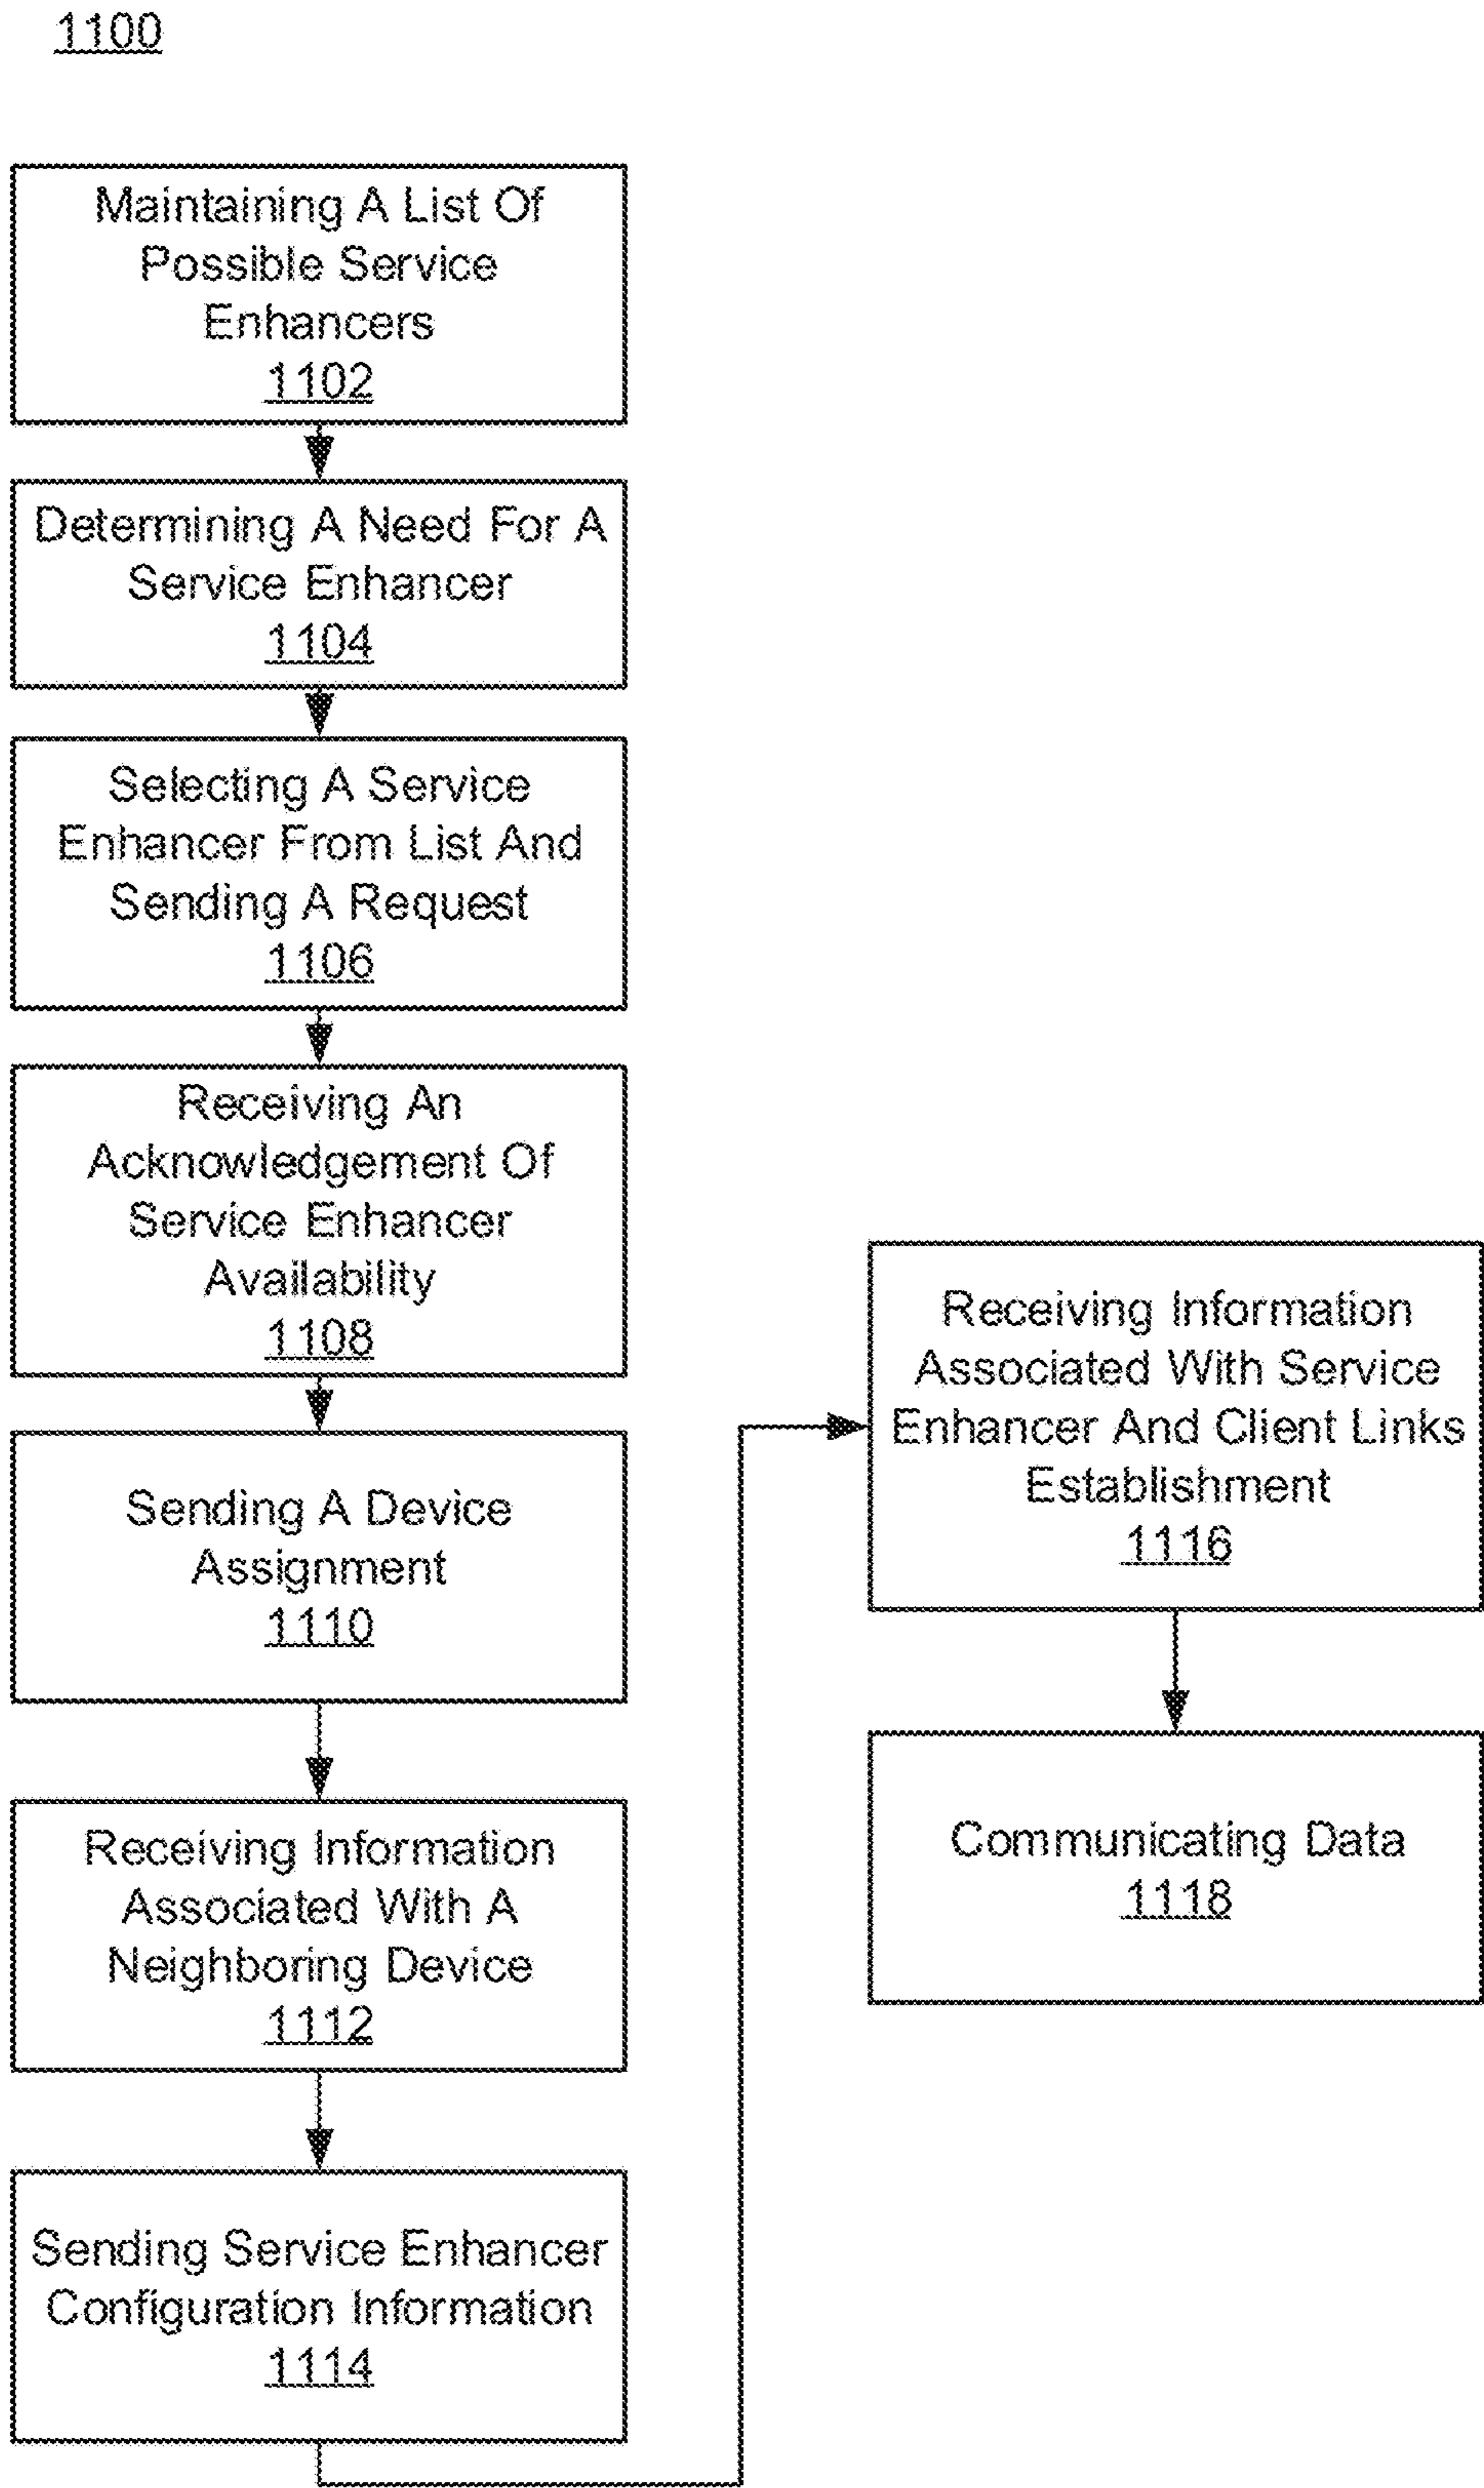 1100
Maintaining A List Of
Possible Service
Enhancers
1102
Determining A Need For A
Service Enhancer
1104
Selecting A Service
Enhancer From List And
Sending A Request
1106
Receiving An
Acknowledgement Of
Service Enhancer
Availability
1108
Sending A Device
Assignment
1110
Receiving Information
Associated With A
Neighboring Device
1112
Sending Service Enhancer
Configuration Information
1114
Receiving Information
Associated With Service
Enhancer And Client Links
Establishment
1116
Communicating Data
1118